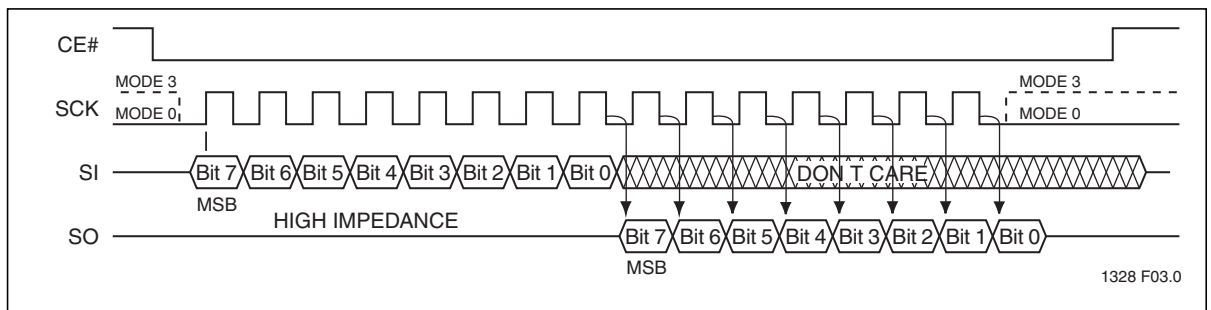 CE#
MODE 3 MODE 3
SCK MODE 0 MODE 0
SI Bit 7 Bit 6 Bit 5 Bit 4 Bit 3 Bit 2 Bit 1 Bit 0 DON T CARE
MSB
HIGH IMPEDANCE
SO Bit 7 Bit 6 Bit 5 Bit 4 Bit 3 Bit 2 Bit 1 Bit 0
MSB
1328 F03.0